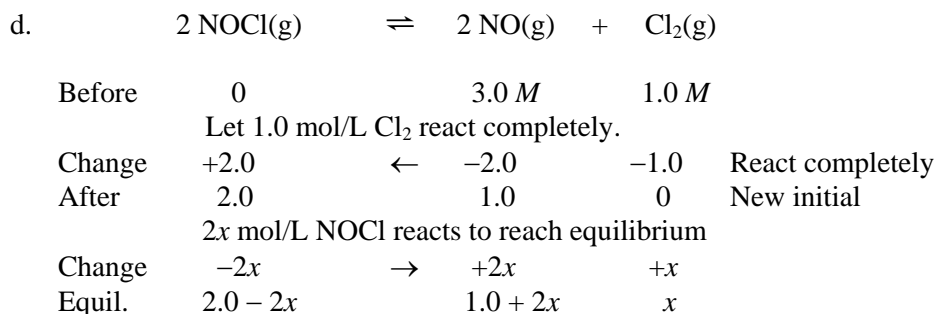 d. 2 NOCl(g) ⇌ 2 NO(g) + Cl₂(g)
Before 0 3.0 M 1.0 M
Let 1.0 mol/L Cl₂ react completely.
Change +2.0 ← −2.0 −1.0 React completely
After 2.0 1.0 0 New initial
2x mol/L NOCl reacts to reach equilibrium
Change −2x → +2x +x
Equil. 2.0 − 2x 1.0 + 2x x